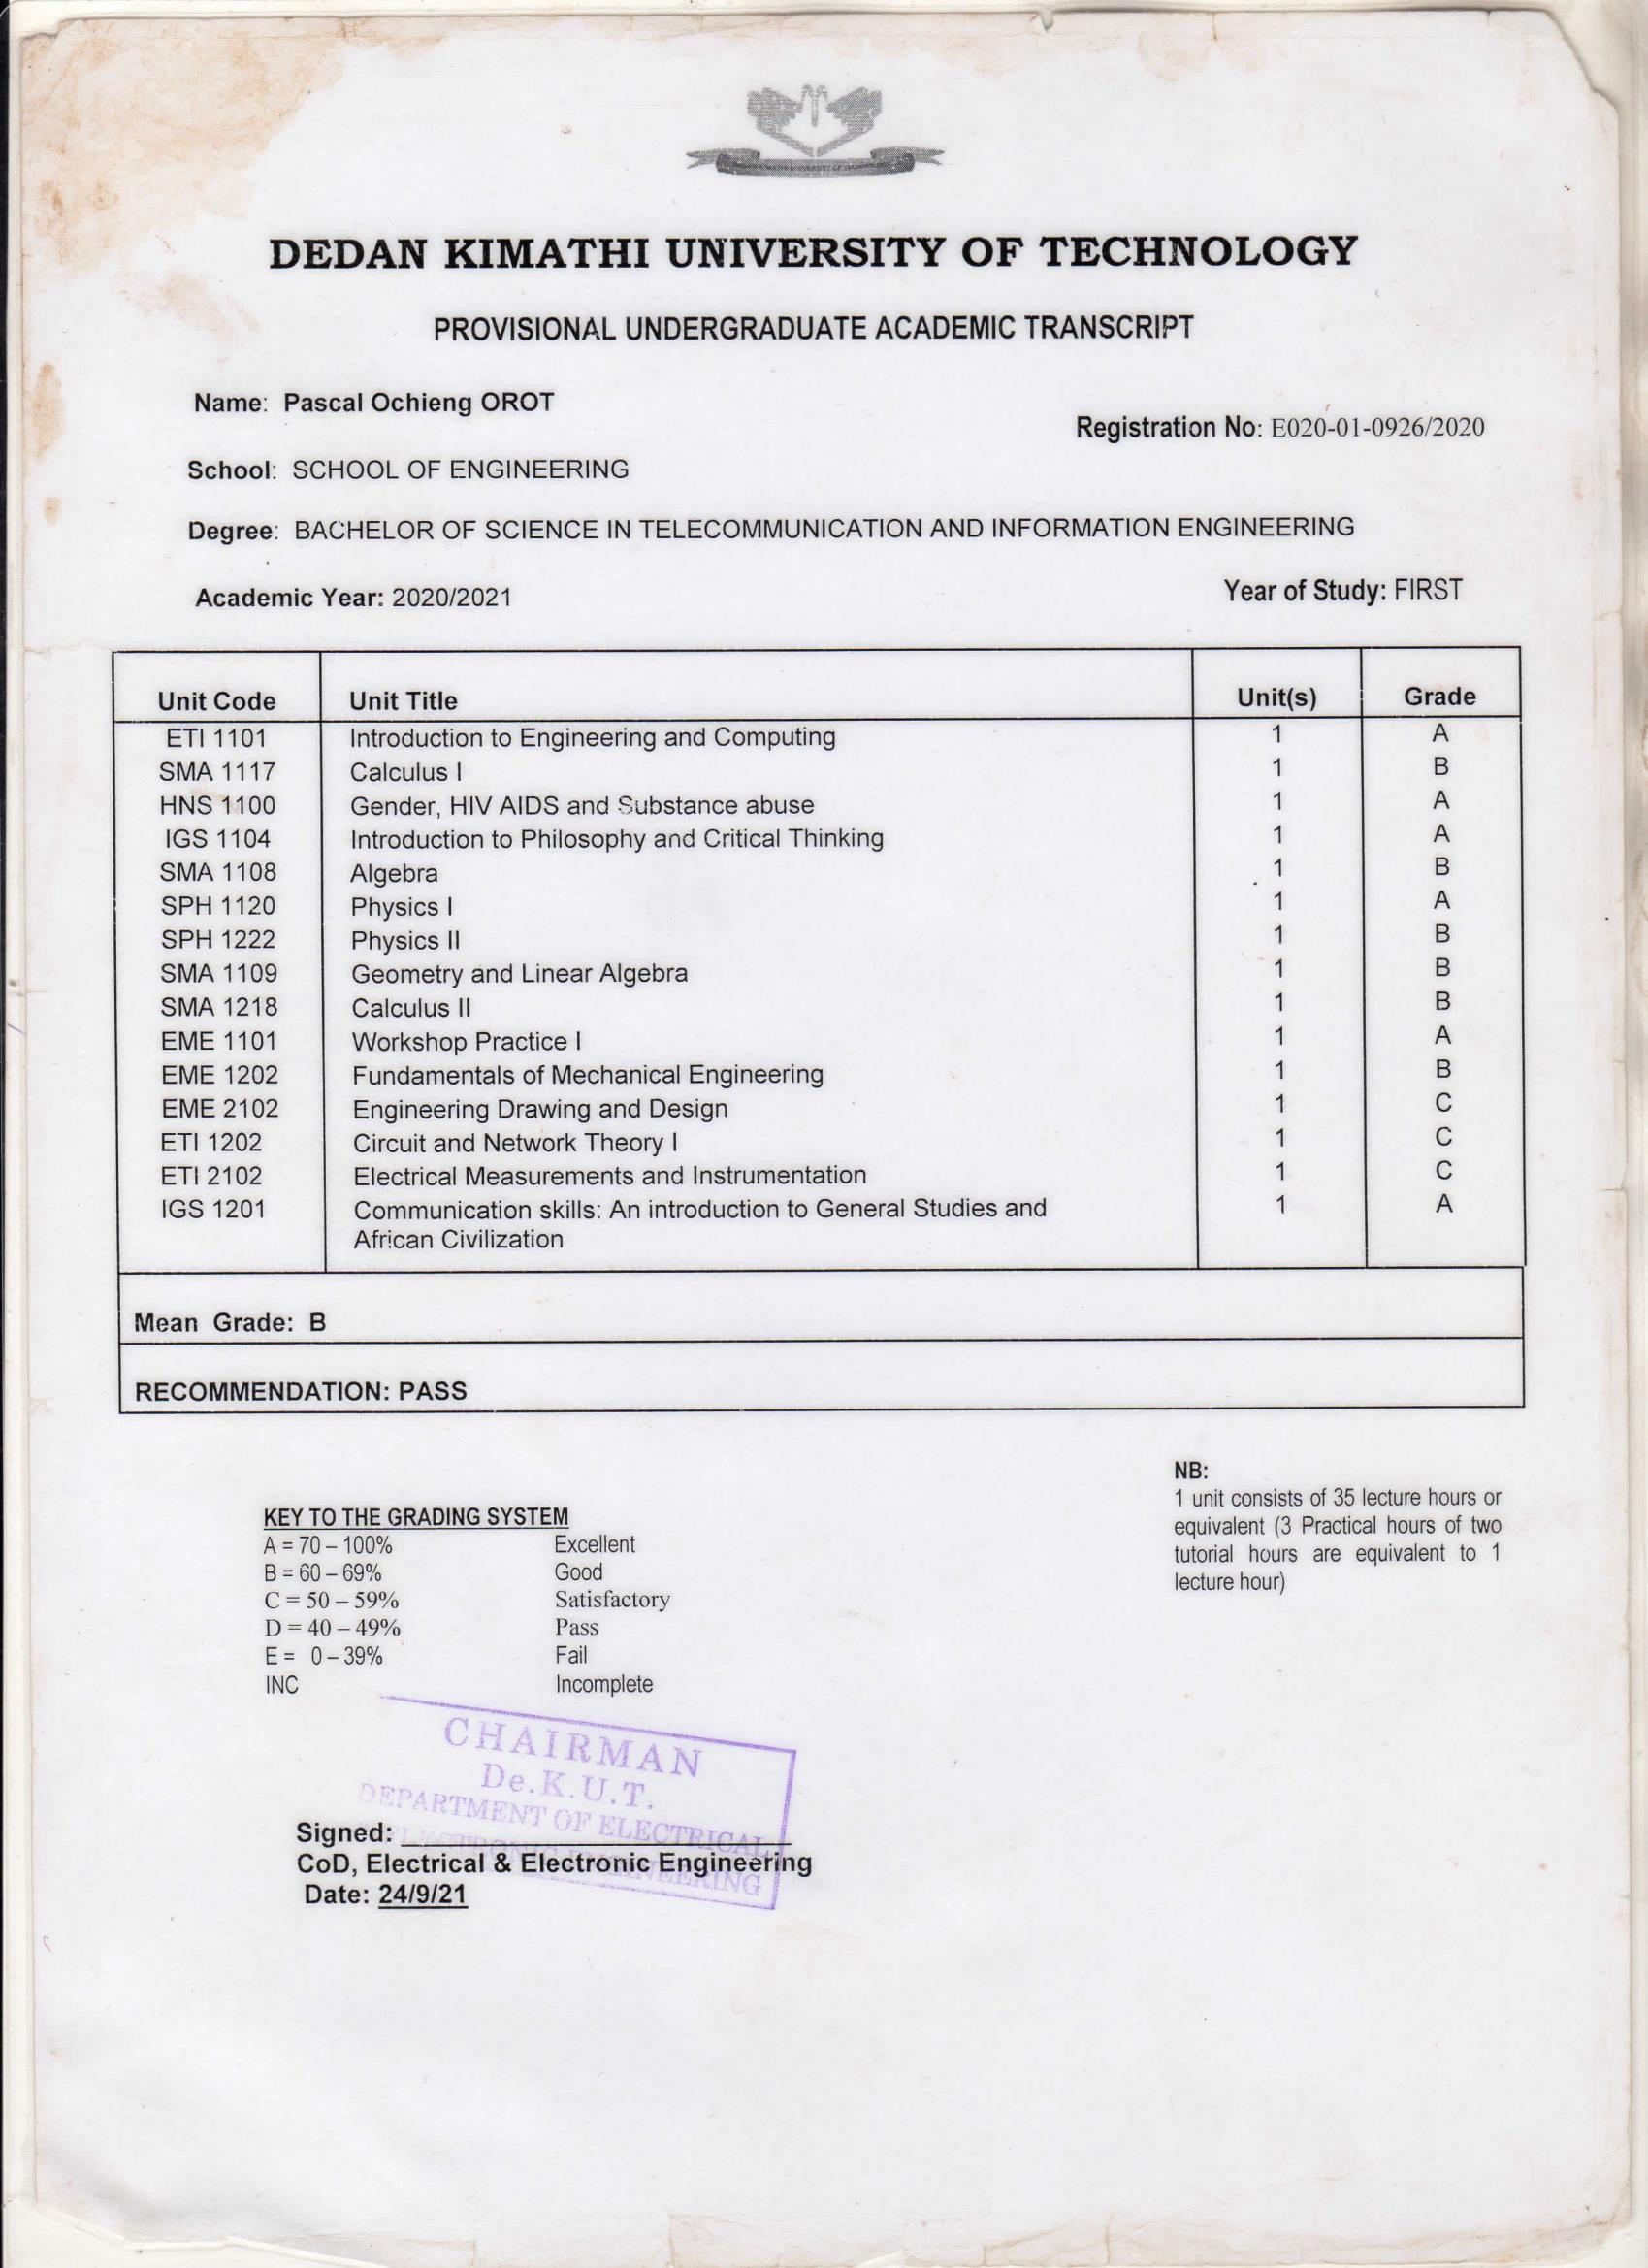 DEDAN KIMATHI UNIVERSITY OF TECHNOLOGY
PROVISIONAL UNDERGRADUATE ACADEMIC TRANSCRIPT
Name: Pascal Ochieng OROT
Registration No: E020-01-0926/2020
School: SCHOOL OF ENGINEERING
Degree: BACHELOR OF SCIENCE IN TELECOMMUNICATION AND INFORMATION ENGINEERING
Academic Year: 2020/2021 Year of Study: FIRST
Unit Code Unit Title Unit(s) Grade
ETI 1101 Introduction to Engineering and Computing 1 A
SMA 1117 Calculus I 1 B
HNS 1100 Gender, HIV AIDS and Substance abuse 1 A
IGS 1104 Introduction to Philosophy and Critical Thinking 1 A
SMA 1108 Algebra 1 B
SPH 1120 Physics I 1 A
SPH 1222 Physics II 1 B
SMA 1109 Geometry and Linear Algebra 1 B
SMA 1218 Calculus II 1 B
EME 1101 Workshop Practice I 1 A
EME 1202 Fundamentals of Mechanical Engineering 1 B
EME 2102 Engineering Drawing and Design 1 C
ETI 1202 Circuit and Network Theory I 1 C
ETI 2102 Electrical Measurements and Instrumentation 1 C
IGS 1201 Communication skills: An introduction to General Studies and 1 A
African Civilization
Mean Grade: B
RECOMMENDATION: PASS
NB:
1 unit consists of 35 lecture hours or
equivalent (3 Practical hours of two
tutorial hours are equivalent to 1
lecture hour)
KEY TO THE GRADING SYSTEM
A = 70 – 100% Excellent
B = 60 – 69% Good
C = 50 – 59% Satisfactory
D = 40 – 49% Pass
E = 0 – 39% Fail
INC Incomplete
CHAIRMAN
De.K.U.T.
DEPARTMENT OF ELECTRICAL
ELECTRONIC ENGINEERING
Signed:
CoD, Electrical & Electronic Engineering
Date: 24/9/21